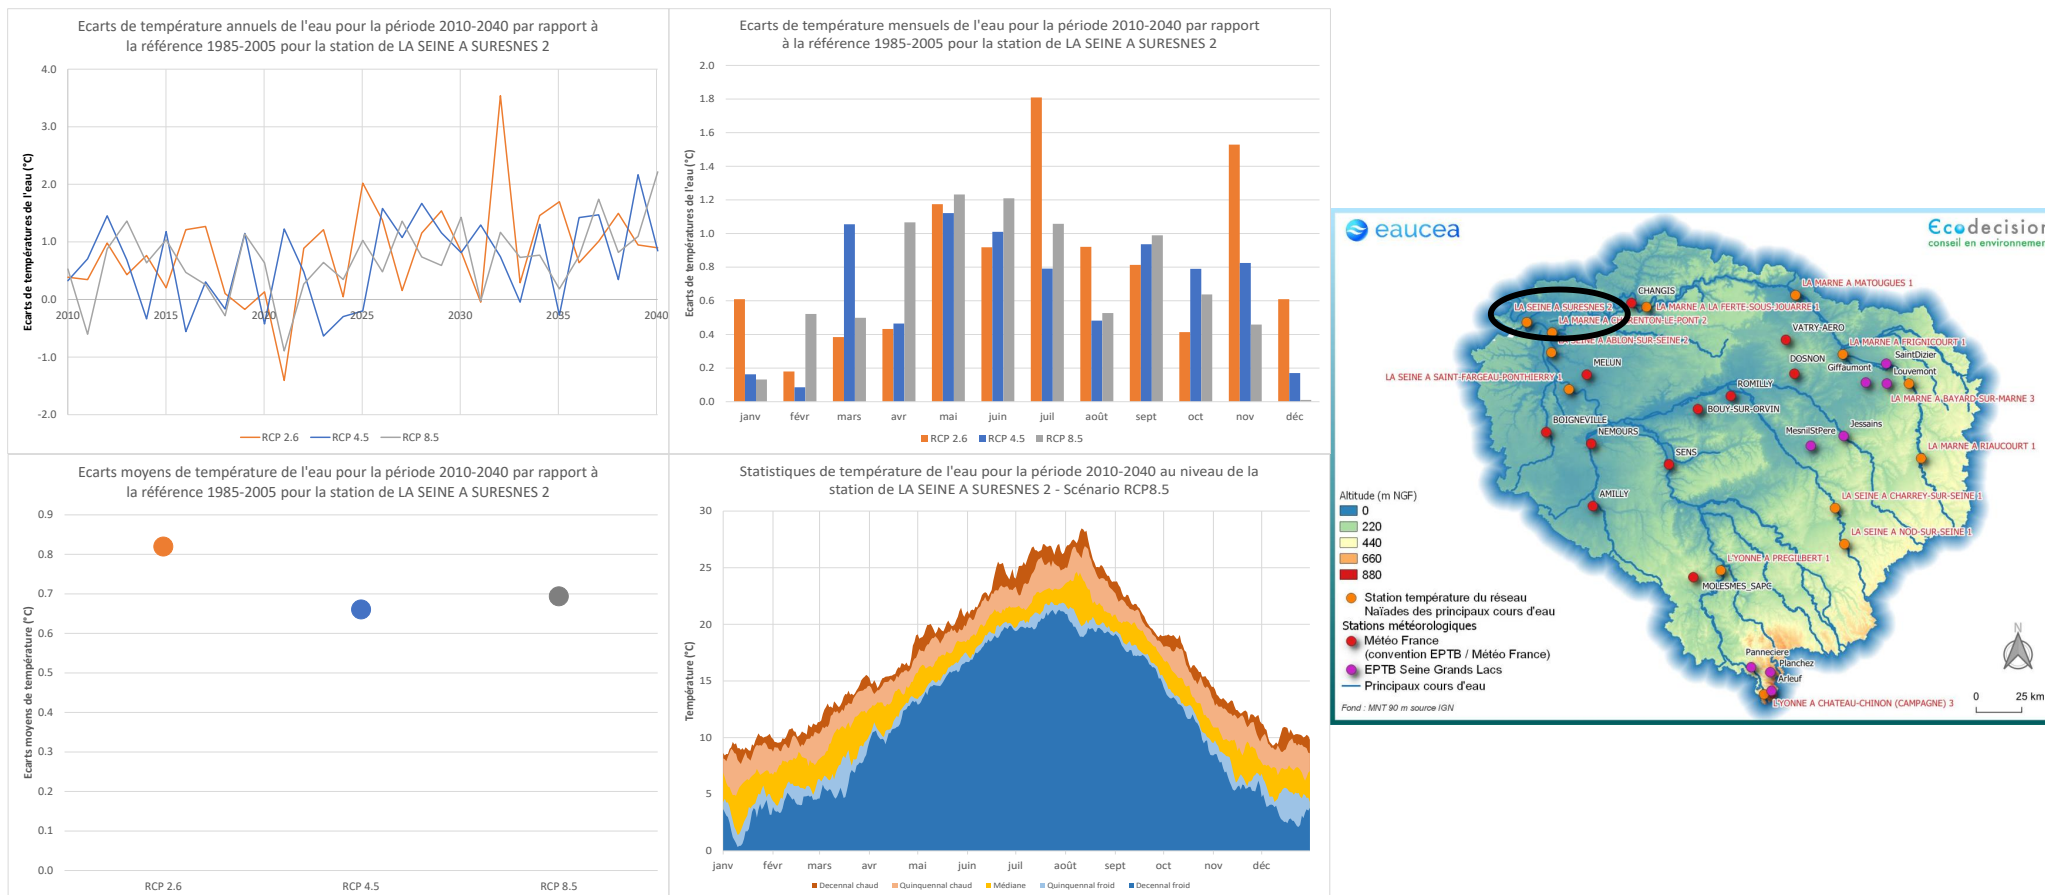 Ecarts de température annuels de l'eau pour la période 2010-2040 par rapport à
la référence 1985-2005 pour la station de LA SEINE A SURESNES 2
Ecarts de températures de l'eau (°C)
4.0
3.0
2.0
1.0
0.0
-1.0
-2.0
2010
2015
2020
2025
2030
2035
2040
RCP 2.6
RCP 4.5
RCP 8.5
Ecarts de température mensuels de l'eau pour la période 2010-2040 par rapport
à la référence 1985-2005 pour la station de LA SEINE A SURESNES 2
Ecarts de températures de l'eau (°C)
2.0
1.8
1.6
1.4
1.2
1.0
0.8
0.6
0.4
0.2
0.0
janv
févr
mars
avr
mai
juin
juil
août
sept
oct
nov
déc
RCP 2.6
RCP 4.5
RCP 8.5
Ecarts moyens de température de l'eau pour la période 2010-2040 par rapport à
la référence 1985-2005 pour la station de LA SEINE A SURESNES 2
Ecarts moyens de température (°C)
0.9
0.8
0.7
0.6
0.5
0.4
0.3
0.2
0.1
0.0
RCP 2.6
RCP 4.5
RCP 8.5
Statistiques de température de l'eau pour la période 2010-2040 au niveau de la
station de LA SEINE A SURESNES 2 - Scénario RCP8.5
Température (°C)
30
25
20
15
10
5
0
janv
févr
mars
avr
mai
juin
juil
août
sept
oct
nov
déc
Decennal chaud
Quinquennal chaud
Médiane
Quinquennal froid
Decennal froid
eaucea
Ecodecision
conseil en environnement
LA MARNE A MATOUGUES 1
CHANGIS
LA SEINE A SURESNES 2
LA MARNE A LA FERTE-SOUS-JOUARRE 1
LA MARNE A CHARENTON-LE-PONT 2
VATRY-AERO
LA SEINE A ABLON-SUR-SEINE 2
LA MARNE A FRIGNICOURT 1
MELUN
DOSNON
SaintDizier
Giffaumont
Louvemont
LA SEINE A SAINT-FARGEAU-PONTHIERRY 1
ROMILLY
LA MARNE A BAYARD-SUR-MARNE 3
BOUY-SUR-ORVIN
BOIGNEVILLE
Jessains
NEMOURS
MesnilStPere
LA MARNE A RIAUCOURT 1
SENS
AMILLY
LA SEINE A CHARREY-SUR-SEINE 1
LA SEINE A NOD-SUR-SEINE 1
L'YONNE A PREGILBERT 1
MOLESMES_SAPC
Altitude (m NGF)
0
220
440
660
880
Station température du réseau
Naïades des principaux cours d'eau
Stations météorologiques
Météo France
(convention EPTB / Météo France)
EPTB Seine Grands Lacs
Principaux cours d'eau
Fond : MNT 90 m source IGN
Panneciere
Planchez
Arleuf
L'YONNE A CHATEAU-CHINON (CAMPAGNE) 3
N
0
25 km